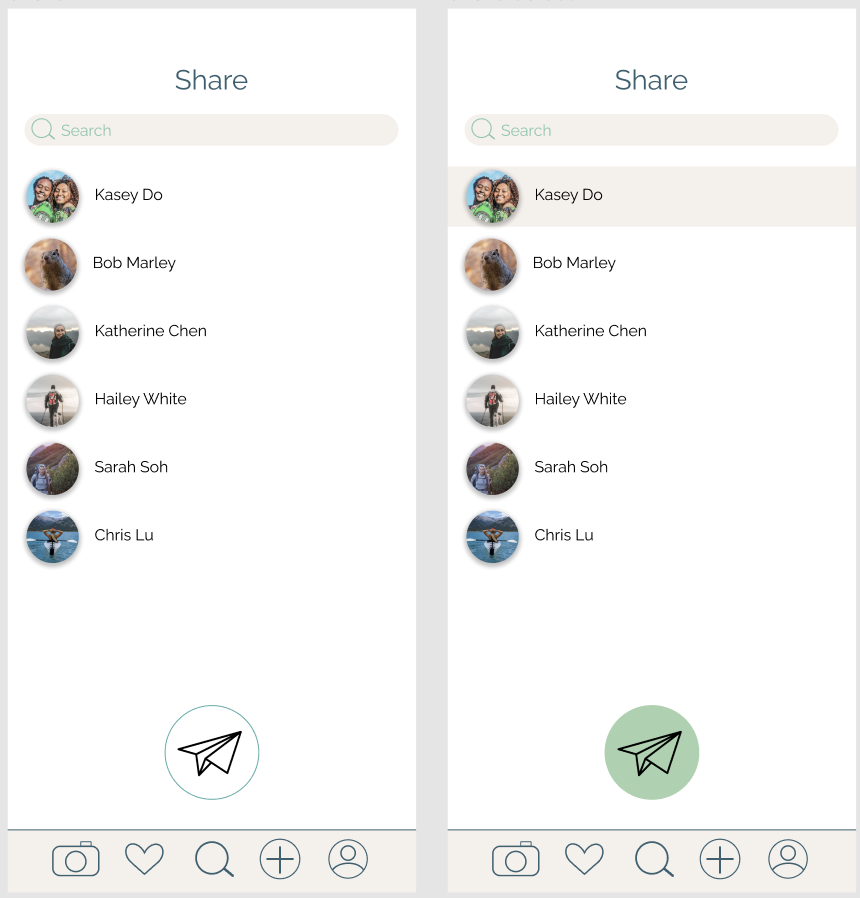 Share
Search
Kasey Do
Bob Marley
Katherine Chen
Hailey White
Sarah Soh
Chris Lu
Share
Search
Kasey Do
Bob Marley
Katherine Chen
Hailey White
Sarah Soh
Chris Lu